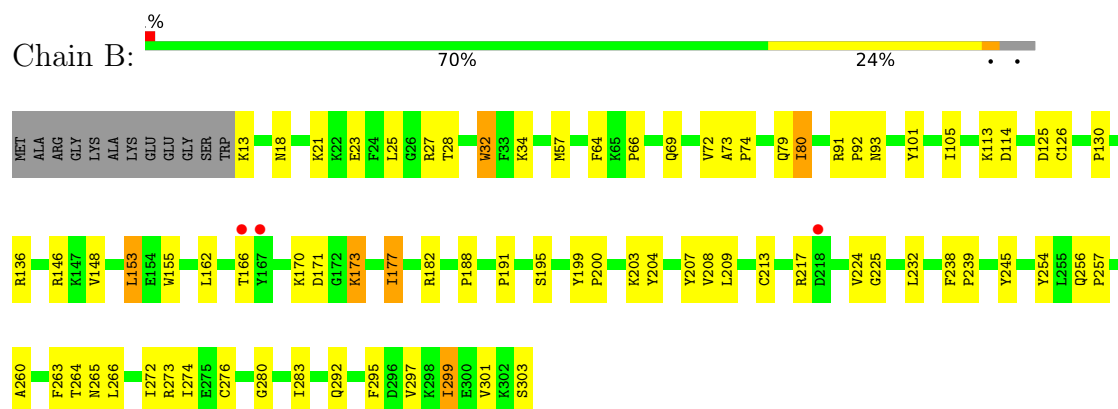 %
Chain B:
70% 24% • •
MET ALA ARG GLY LYS ALA LYS GLU GLU GLY SER TRP K13 N18 K21 K22 E23 F24 L25 G26 R27 T28 W32 F33 K34 M57 F64 K65 P66 Q69 V72 A73 P74 Q79 I80 R91 P92 N93 Y101 I105 K113 D114 D125 C126 P130
R136 R146 K147 V148 L153 E154 W155 L162 T166 Y167 K170 D171 G172 K173 I177 R182 P188 P191 S195 Y199 P200 K203 Y204 Y207 V208 L209 C213 R217 D218 V224 G225 L232 F238 P239 Y245 Y254 L255 Q256 P257
A260 F263 T264 N265 L266 I272 R273 I274 E275 C276 G280 I283 Q292 F295 D296 V297 K298 I299 E300 V301 K302 S303